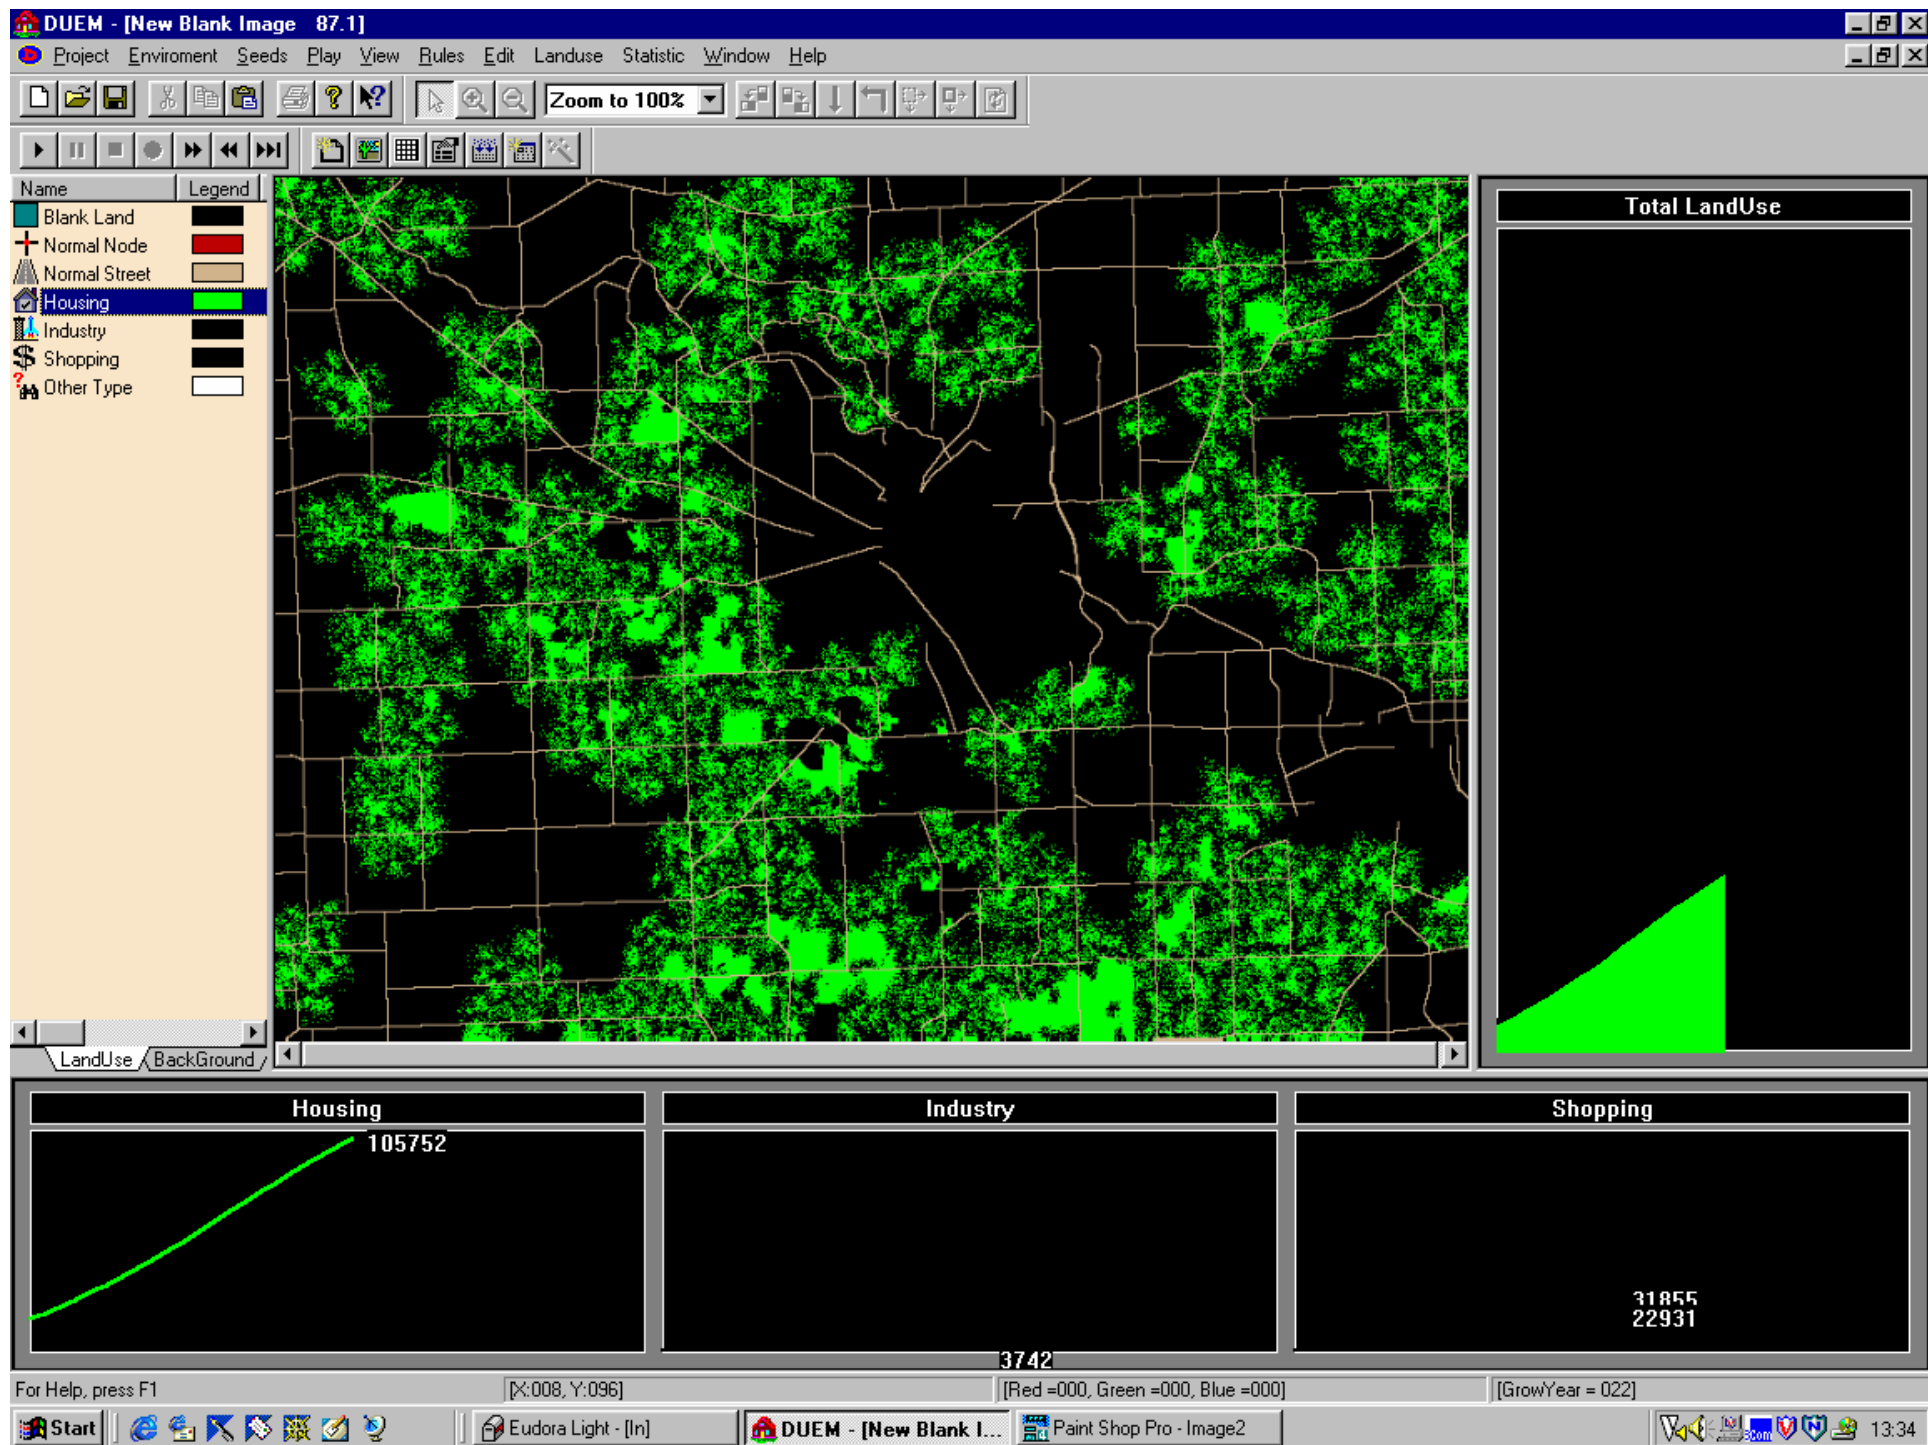 DUEM - [New Blank Image 87.1]
Project Enviroment Seeds Play View Rules Edit Landuse Statistic Window Help
Zoom to 100%
Name Legend
Blank Land
Normal Node
Normal Street
Housing
Industry
Shopping
Other Type
LandUse BackGround
Total LandUse
Housing Industry Shopping
105752
31855
22931
3742
For Help, press F1 [X:008, Y:096] [Red =000, Green =000, Blue =000] [GrowYear = 022]
Start Eudora Light - [In] DUEM - [New Blank I... Paint Shop Pro - Image2 3Com 13:34